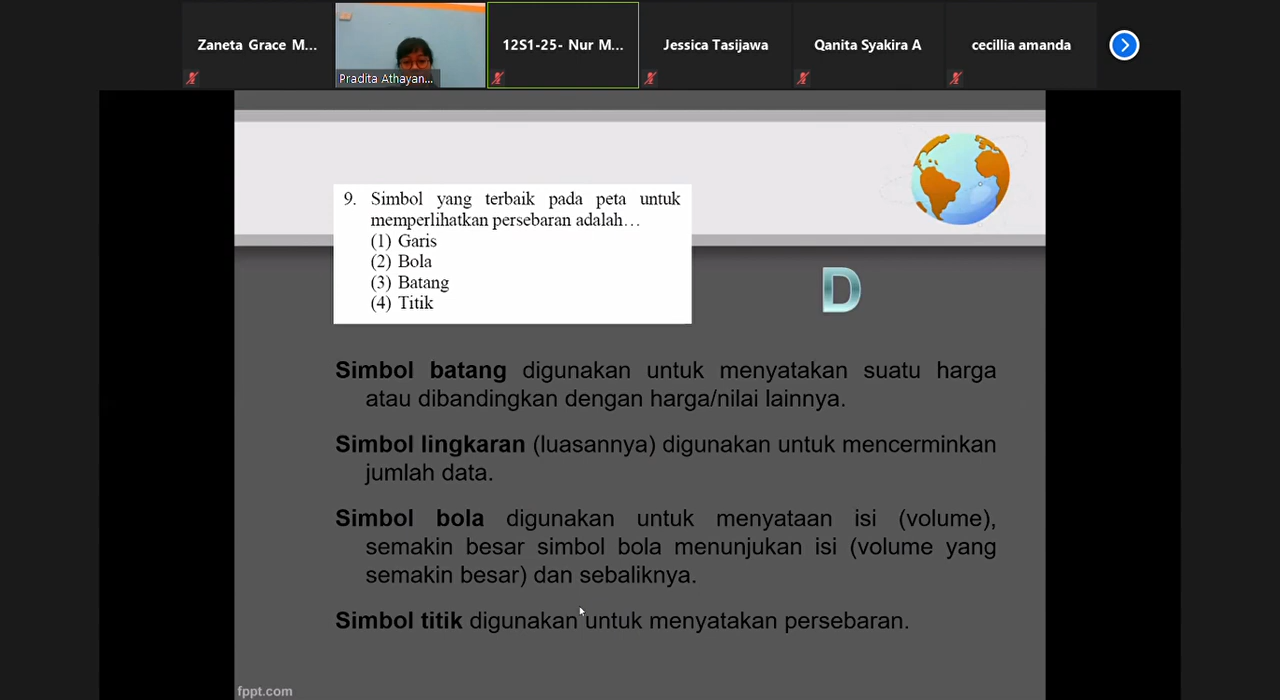 Zaneta Grace M...
Pradita Athayan...
12S1-25- Nur M...
Jessica Tasijawa
Qanita Syakira A
cecillia amanda
9. Simbol yang terbaik pada peta untuk
memperlihatkan persebaran adalah…
(1) Garis
(2) Bola
(3) Batang
(4) Titik
D
Simbol batang digunakan untuk menyatakan suatu harga
atau dibandingkan dengan harga/nilai lainnya.
Simbol lingkaran (luasannya) digunakan untuk mencerminkan
jumlah data.
Simbol bola digunakan untuk menyataan isi (volume),
semakin besar simbol bola menunjukan isi (volume yang
semakin besar) dan sebaliknya.
Simbol titik digunakan untuk menyatakan persebaran.
fppt.com